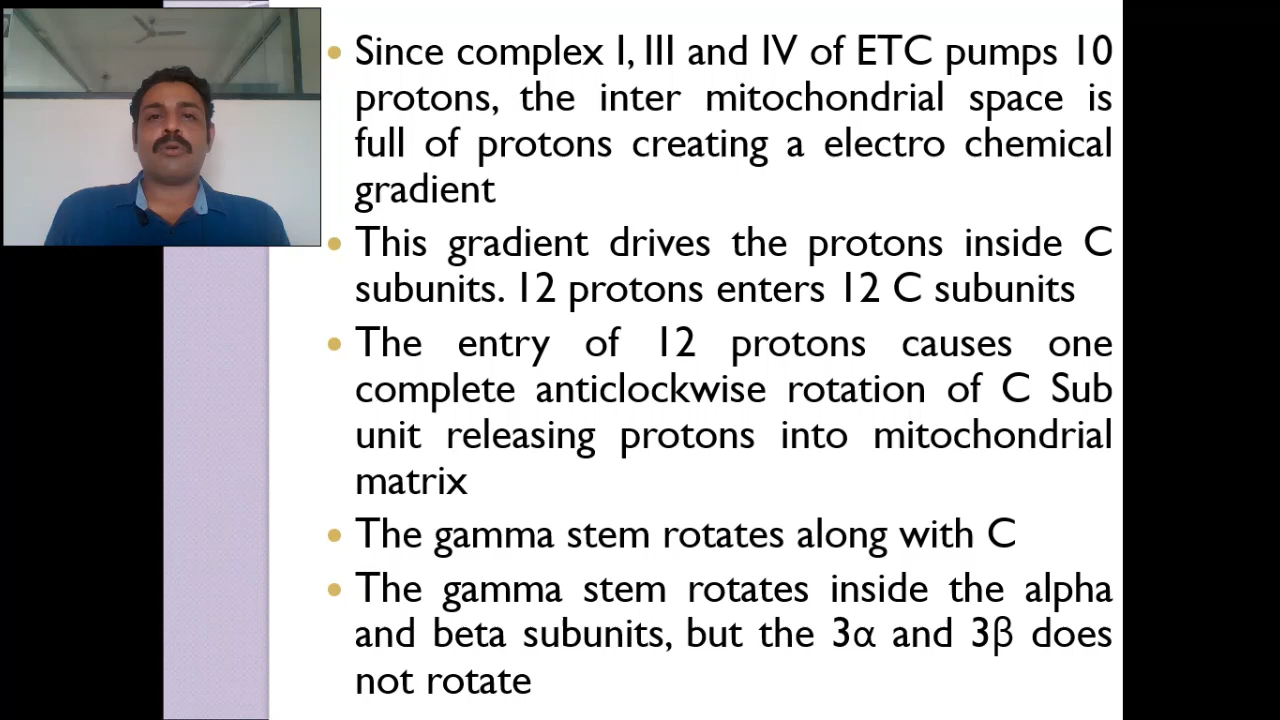 Since complex I, III and IV of ETC pumps 10
protons, the inter mitochondrial space is
full of protons creating a electro chemical
gradient
This gradient drives the protons inside C
subunits. 12 protons enters 12 C subunits
The entry of 12 protons causes one
complete anticlockwise rotation of C Sub
unit releasing protons into mitochondrial
matrix
The gamma stem rotates along with C
The gamma stem rotates inside the alpha
and beta subunits, but the 3α and 3β does
not rotate